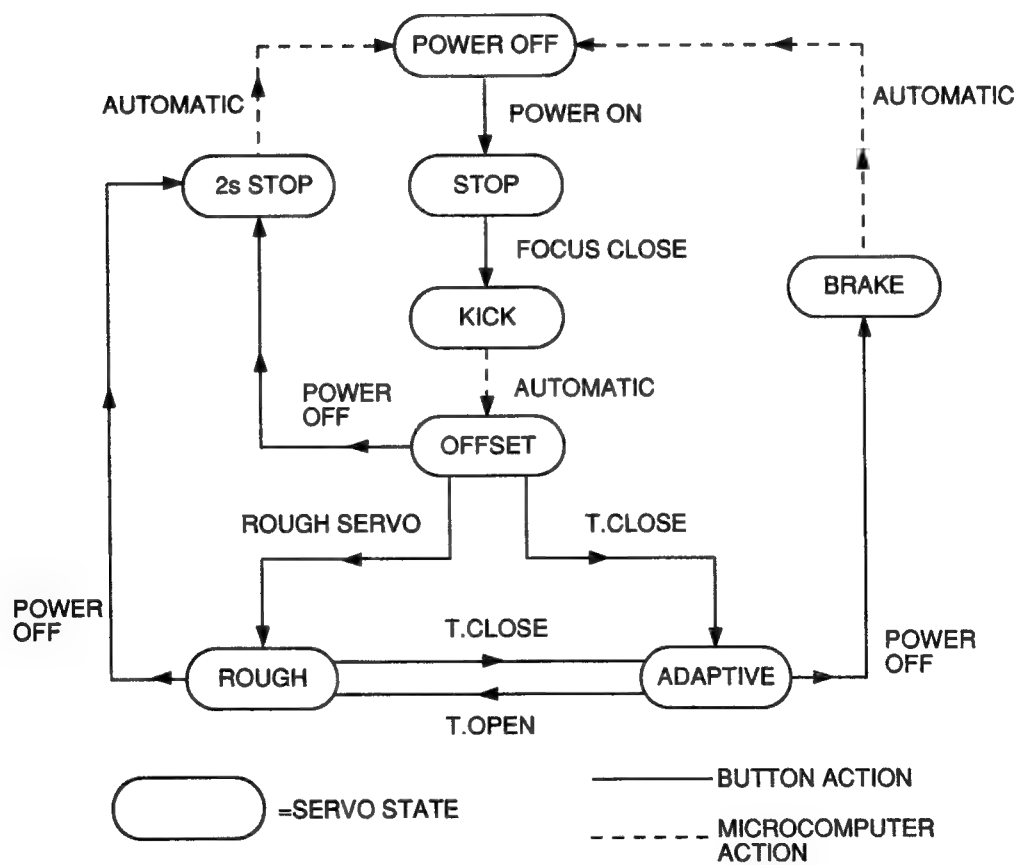 POWER OFF
AUTOMATIC
AUTOMATIC
POWER ON
2s STOP
STOP
FOCUS CLOSE
BRAKE
KICK
AUTOMATIC
POWER
OFF
OFFSET
ROUGH SERVO
T.CLOSE
POWER
OFF
T.CLOSE
POWER
OFF
ROUGH
ADAPTIVE
T.OPEN
BUTTON ACTION
=SERVO STATE
MICROCOMPUTER
ACTION